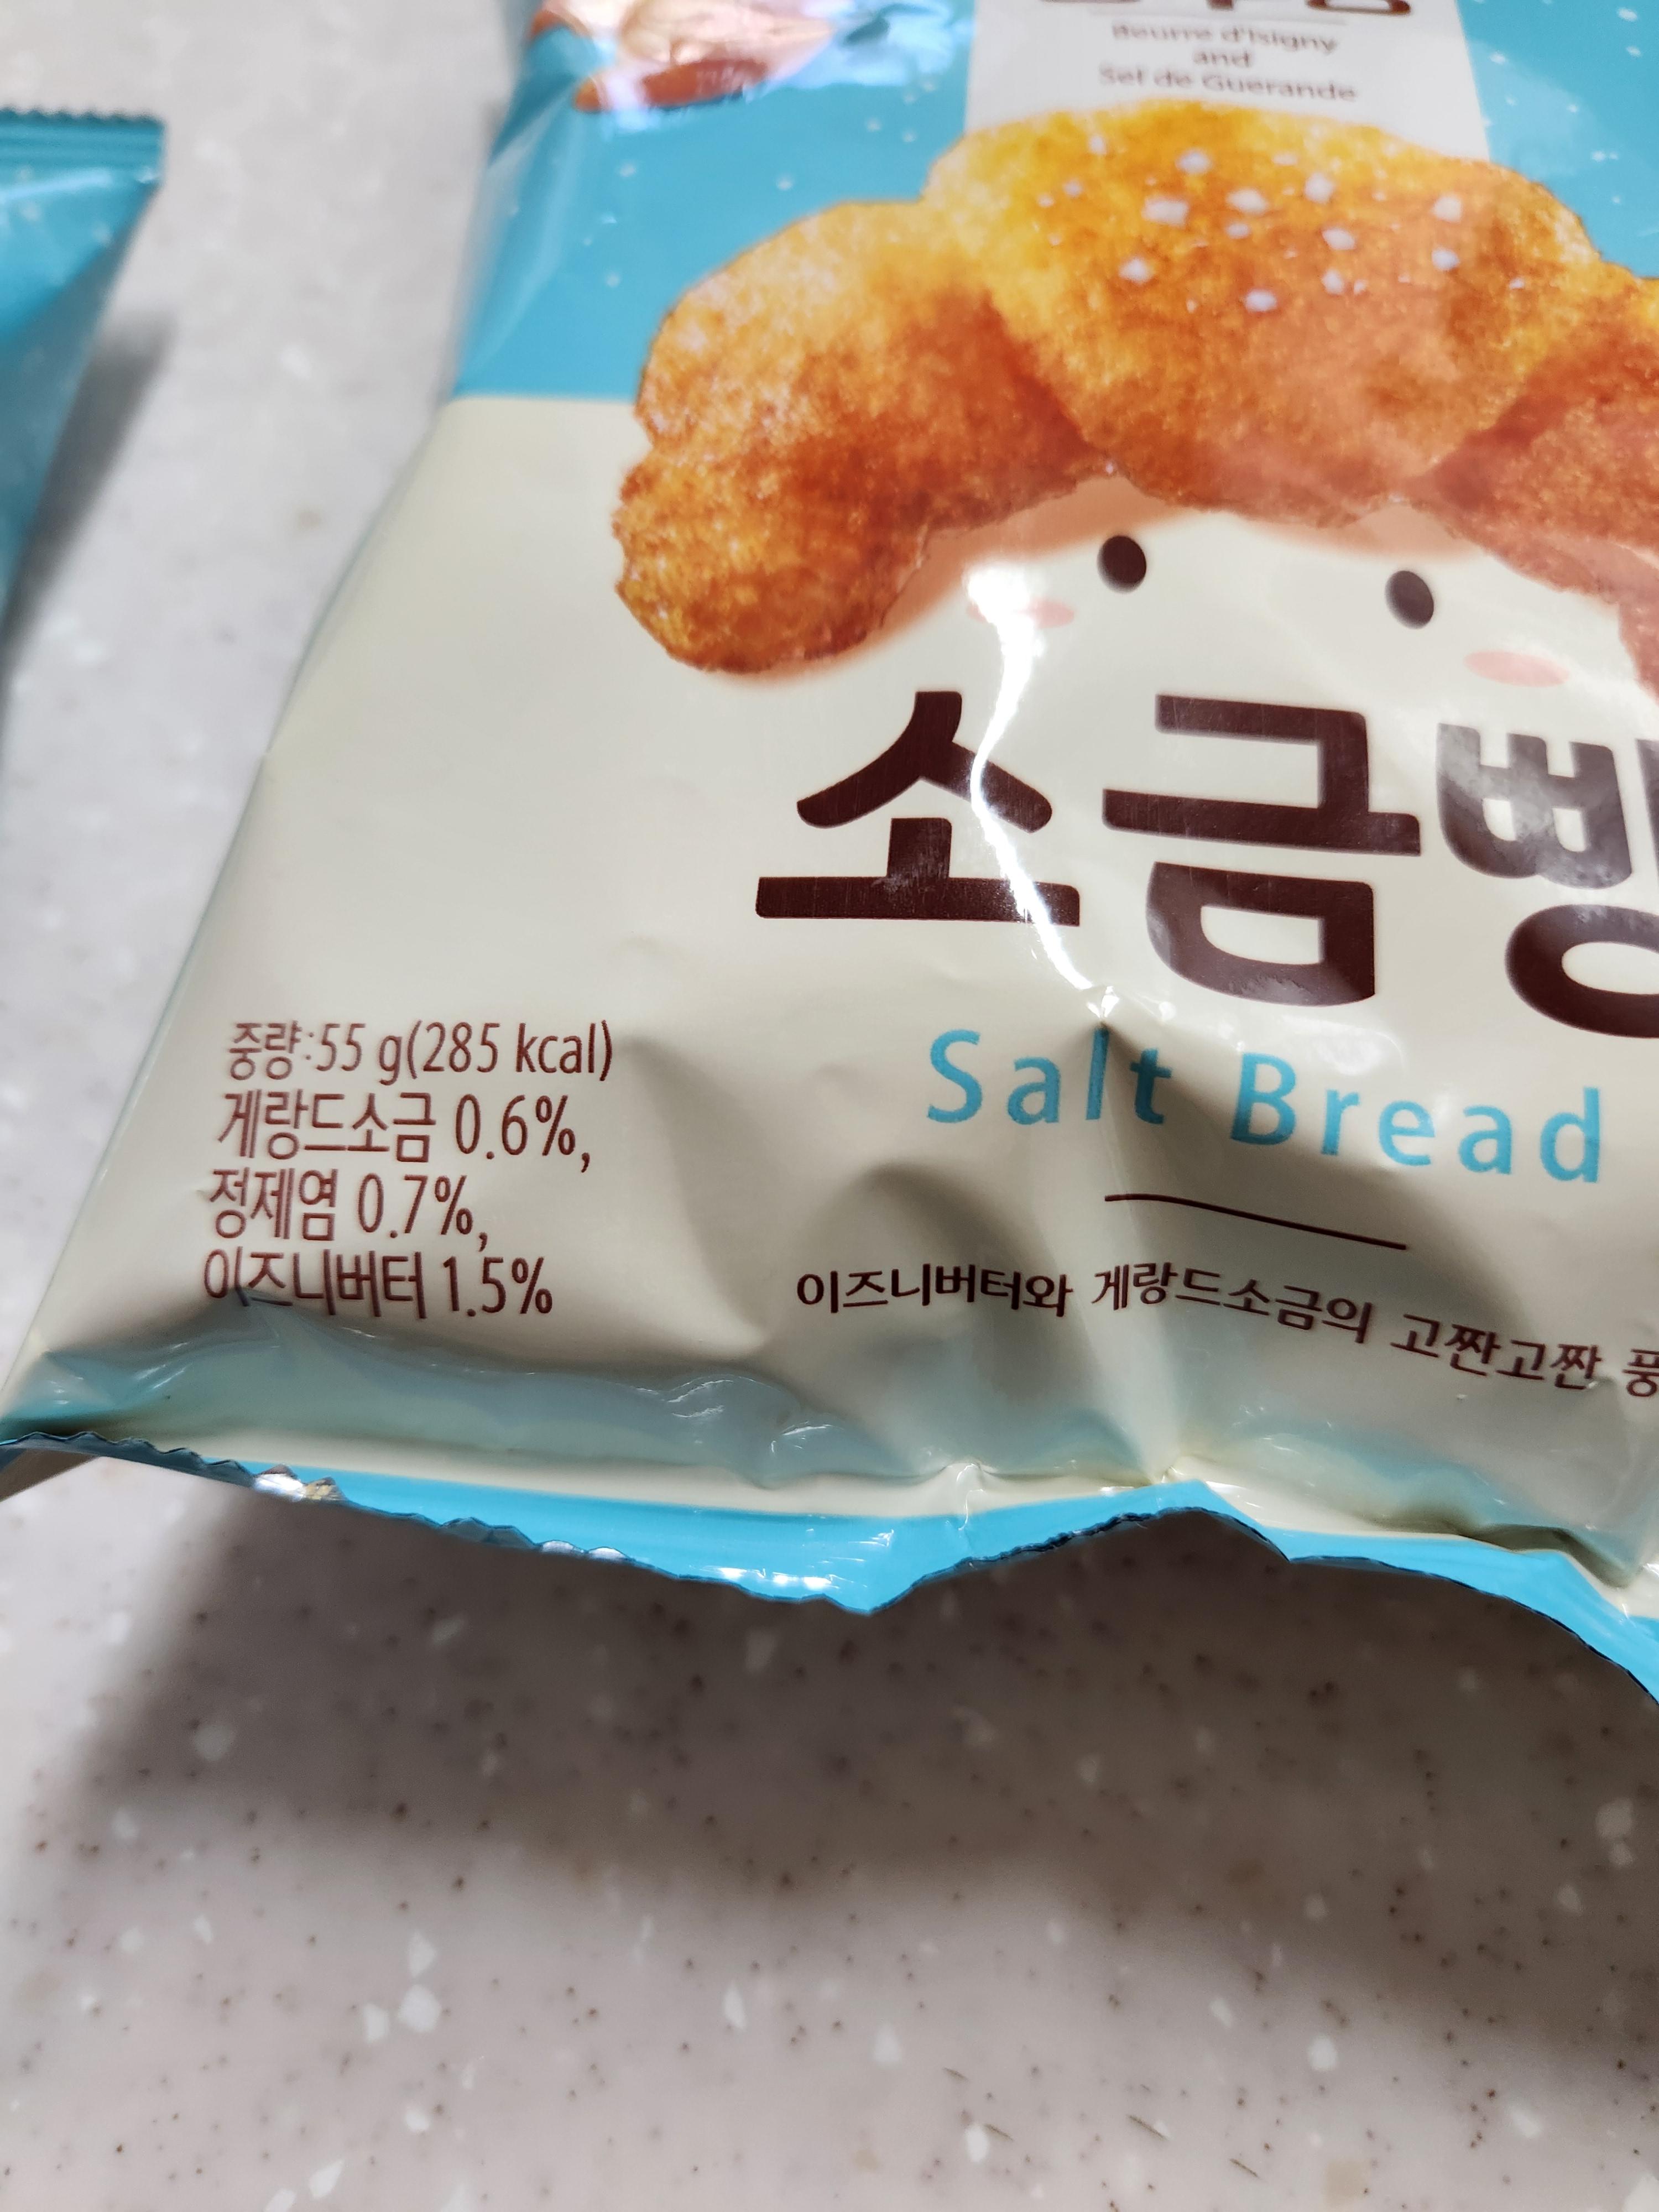 Beurre d'Isigny
and
Sel de Guerande
소금빵
Salt Bread
중량:55 g(285 kcal)
게랑드소금 0.6%,
정제염 0.7%,
이즈니버터 1.5%
이즈니버터와 게랑드소금의 고짠고짠